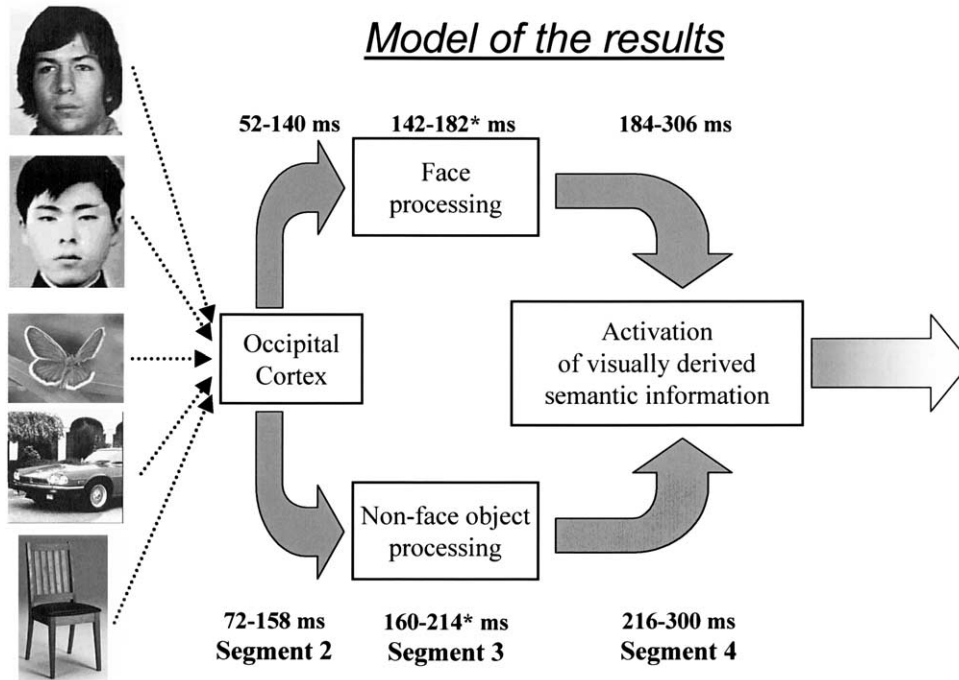 Model of the results
52-140 ms
142-182* ms
184-306 ms
Face
processing
Occipital
Cortex
Activation
of visually derived
semantic information
Non-face object
processing
72-158 ms
160-214* ms
216-300 ms
Segment 2
Segment 3
Segment 4